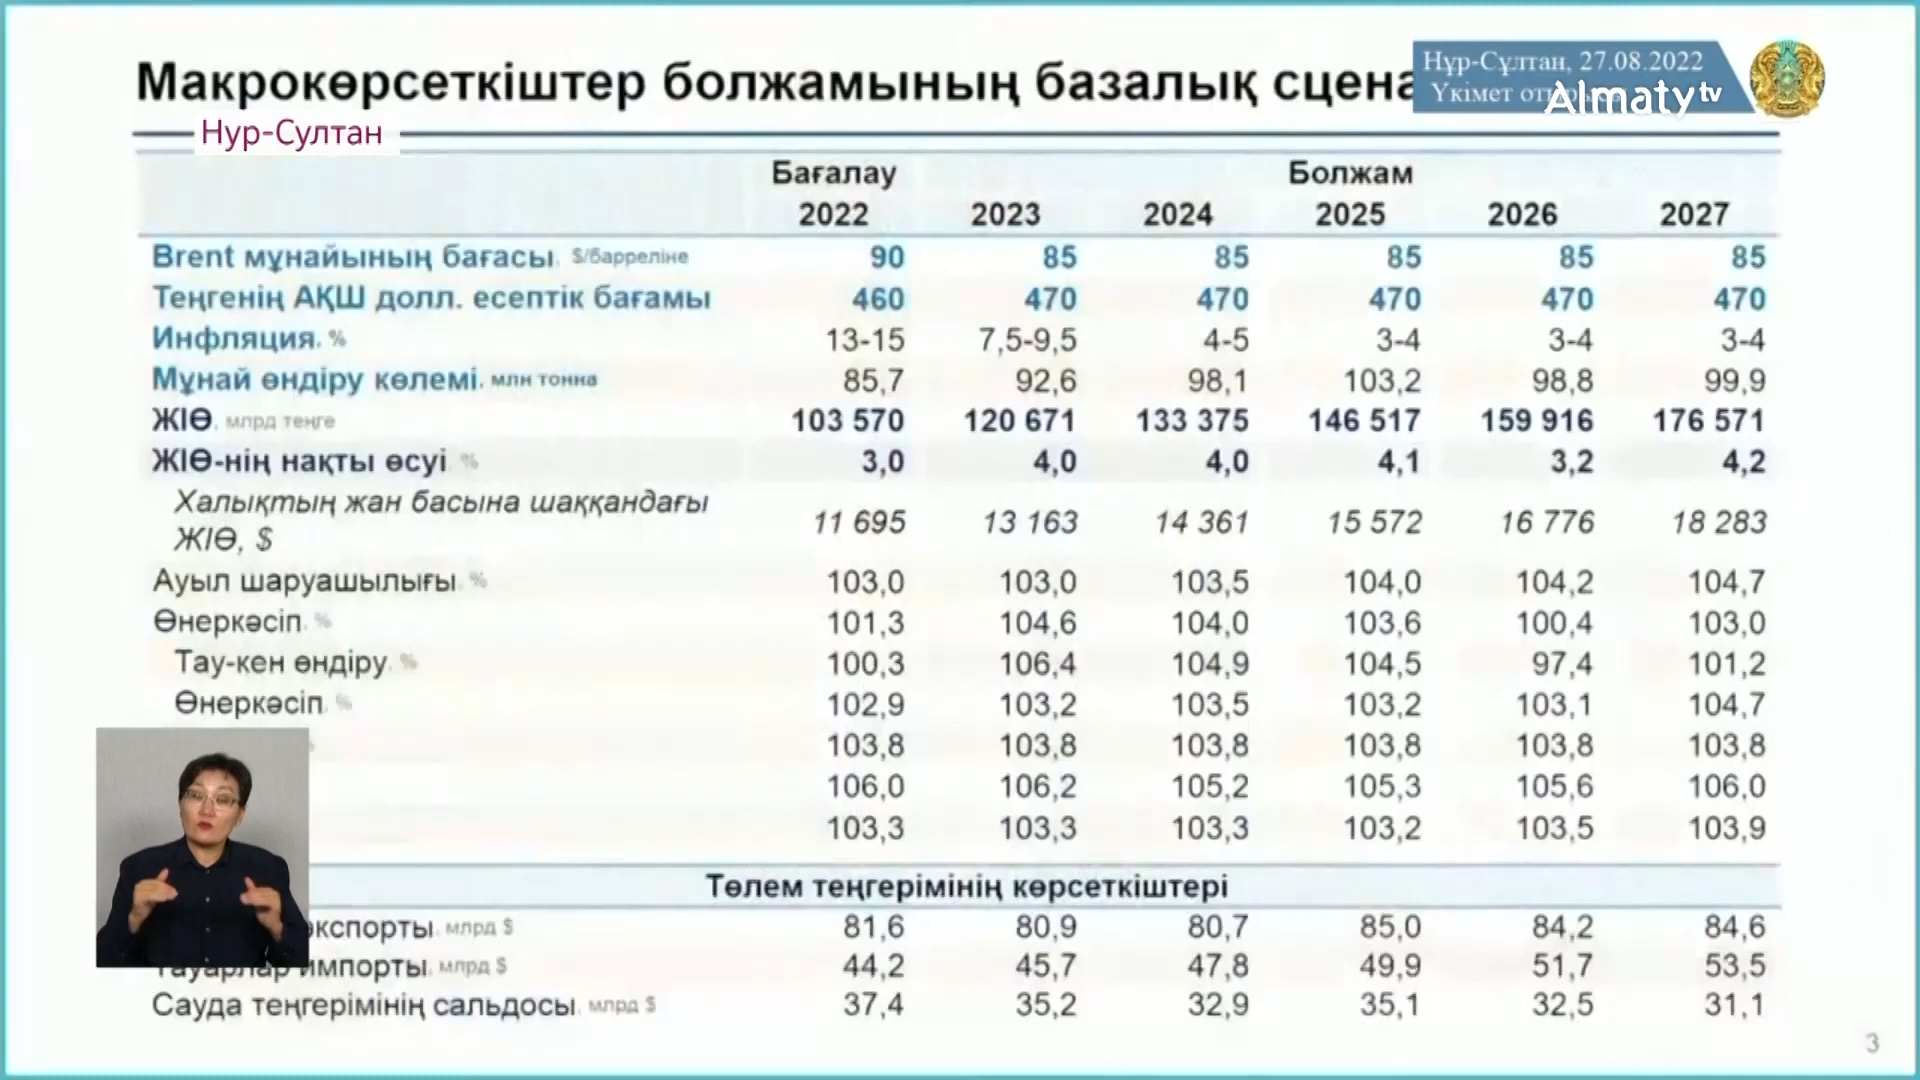 Макрокөрсеткіштер болжамының базалық
Нұр-Сұлтан, 27.08.2022
Үкімет
Almaty tv
Нур-Султан
Бағалау Болжам
2022 2023 2024 2025 2026 2027
Brent мұнайының бағасы, $/барреліне 90 85 85 85 85 85
Теңгенің АҚШ долл. есептік бағамы 460 470 470 470 470 470
Инфляция, % 13-15 7,5-9,5 4-5 3-4 3-4 3-4
Мұнай өндіру көлемі, млн тонна 85,7 92,6 98,1 103,2 98,8 99,9
ЖІӨ, млрд теңге 103 570 120 671 133 375 146 517 159 916 176 571
ЖІӨ-нің нақты өсуі, % 3,0 4,0 4,0 4,1 3,2 4,2
Халықтың жан басына шаққандағы
ЖІӨ, $ 11 695 13 163 14 361 15 572 16 776 18 283
Ауыл шаруашылығы, % 103,0 103,0 103,5 104,0 104,2 104,7
Өнеркәсіп, % 101,3 104,6 104,0 103,6 100,4 103,0
Тау-кен өндіру, % 100,3 106,4 104,9 104,5 97,4 101,2
Өнеркәсіп, % 102,9 103,2 103,5 103,2 103,1 104,7
103,8 103,8 103,8 103,8 103,8 103,8
106,0 106,2 105,2 105,3 105,6 106,0
103,3 103,3 103,3 103,2 103,5 103,9
Төлем теңгерімінің көрсеткіштері
экспорты, млрд $ 81,6 80,9 80,7 85,0 84,2 84,6
Тауарлар импорты, млрд $ 44,2 45,7 47,8 49,9 51,7 53,5
Сауда теңгерімінің сальдосы, млрд $ 37,4 35,2 32,9 35,1 32,5 31,1
3